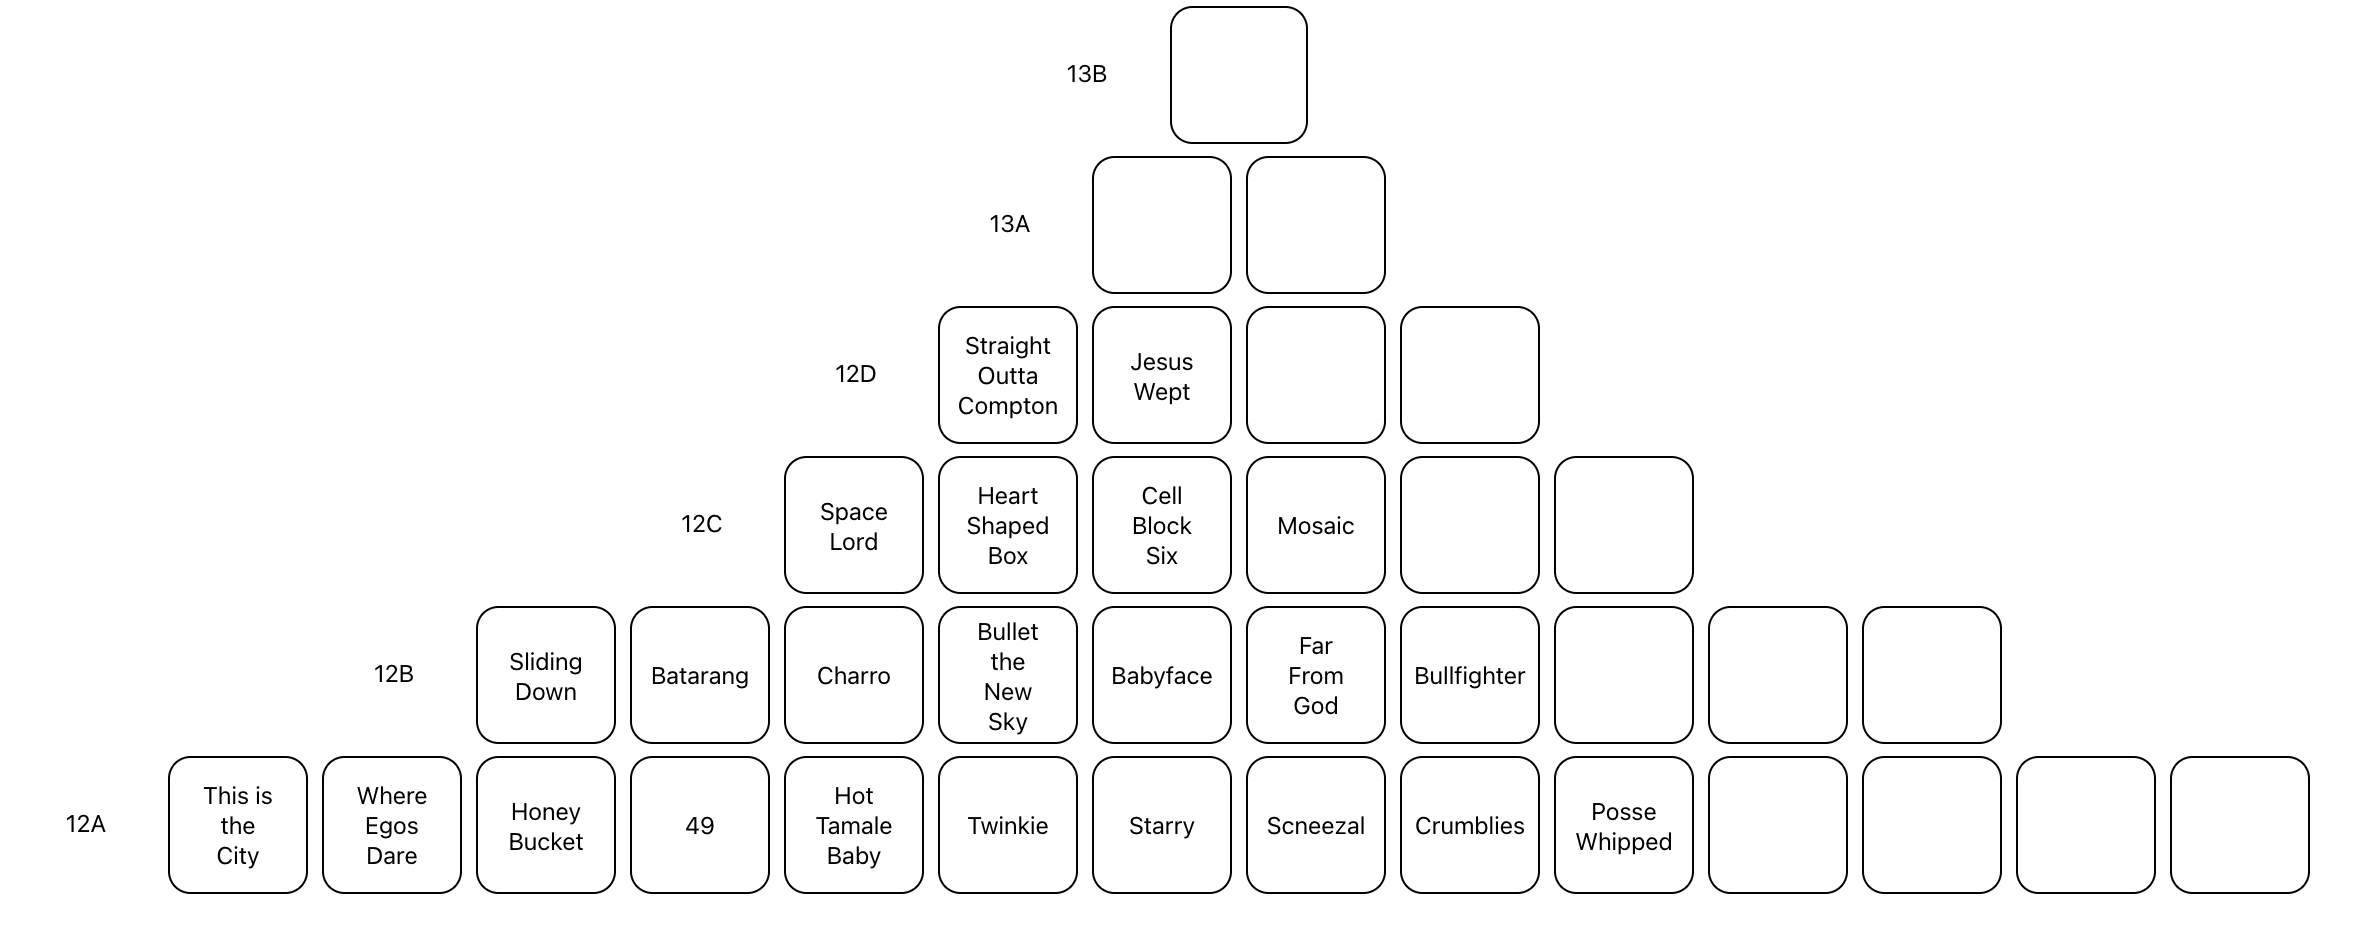 13B
13A
12D
Straight
Outta
Compton
Jesus
Wept
12C
Space
Lord
Heart
Shaped
Box
Cell
Block
Six
Mosaic
12B
Sliding
Down
Batarang
Charro
Bullet
the
New
Sky
Babyface
Far
From
God
Bullfighter
12A
This is
the
City
Where
Egos
Dare
Honey
Bucket
49
Hot
Tamale
Baby
Twinkie
Starry
Scneezal
Crumblies
Posse
Whipped